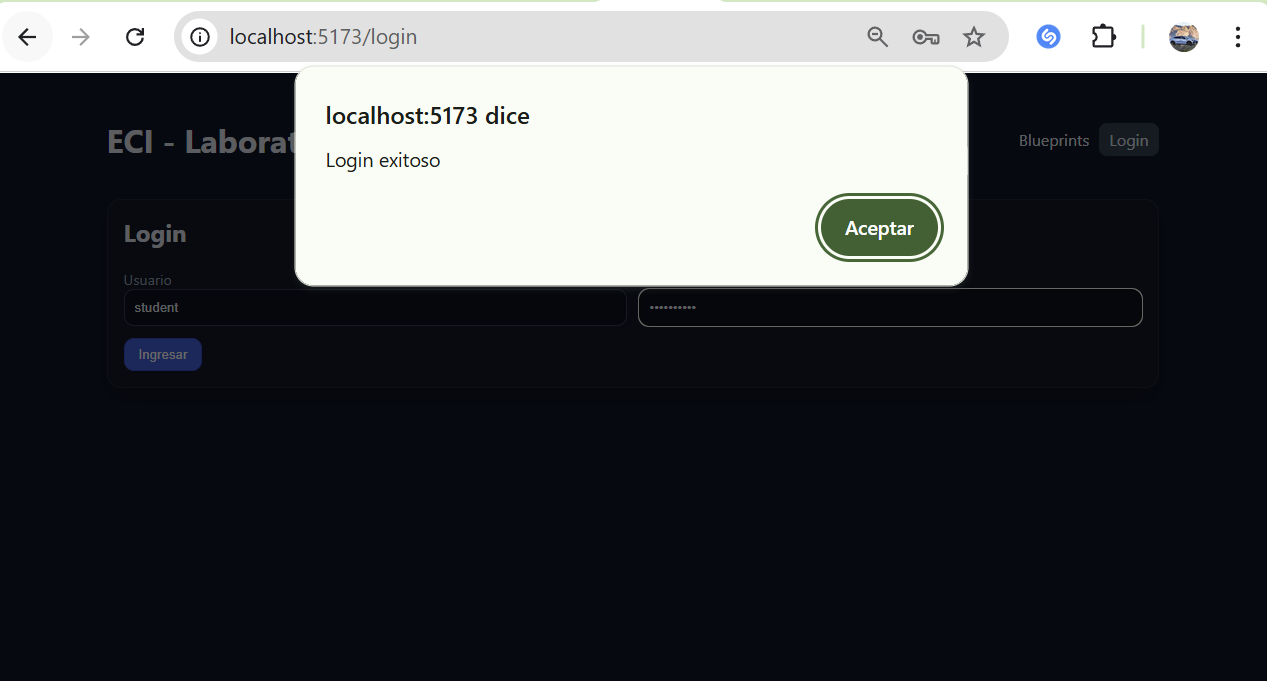 localhost:5173/login
localhost:5173 dice
Login exitoso
Aceptar
ECI - Laborat
Blueprints
Login
Login
Usuario
student
••••••••••
Ingresar